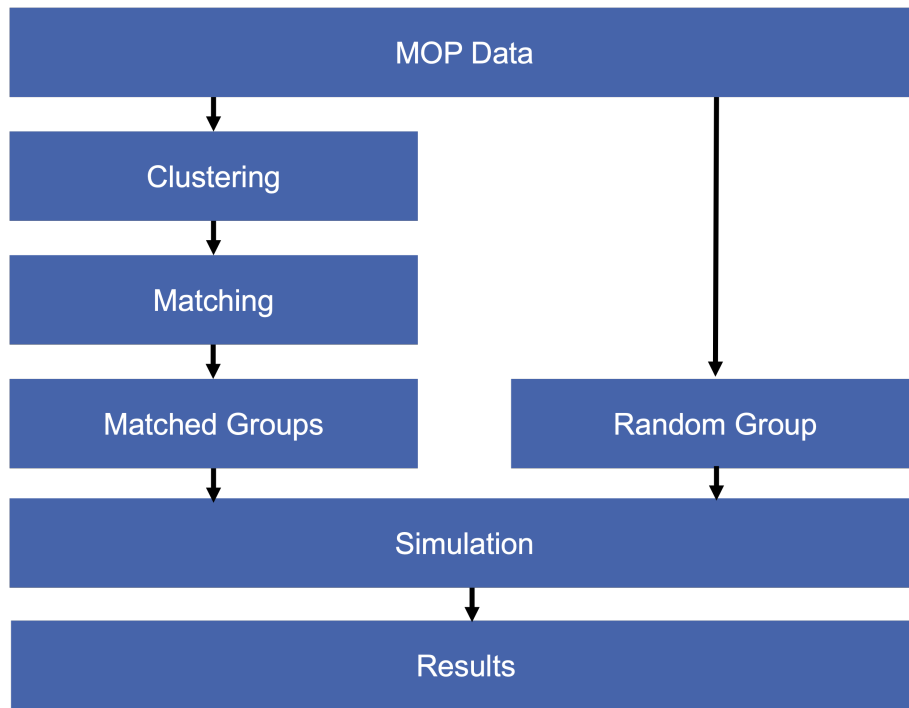 MOP Data
Clustering
Matching
Matched Groups
Random Group
Simulation
Results